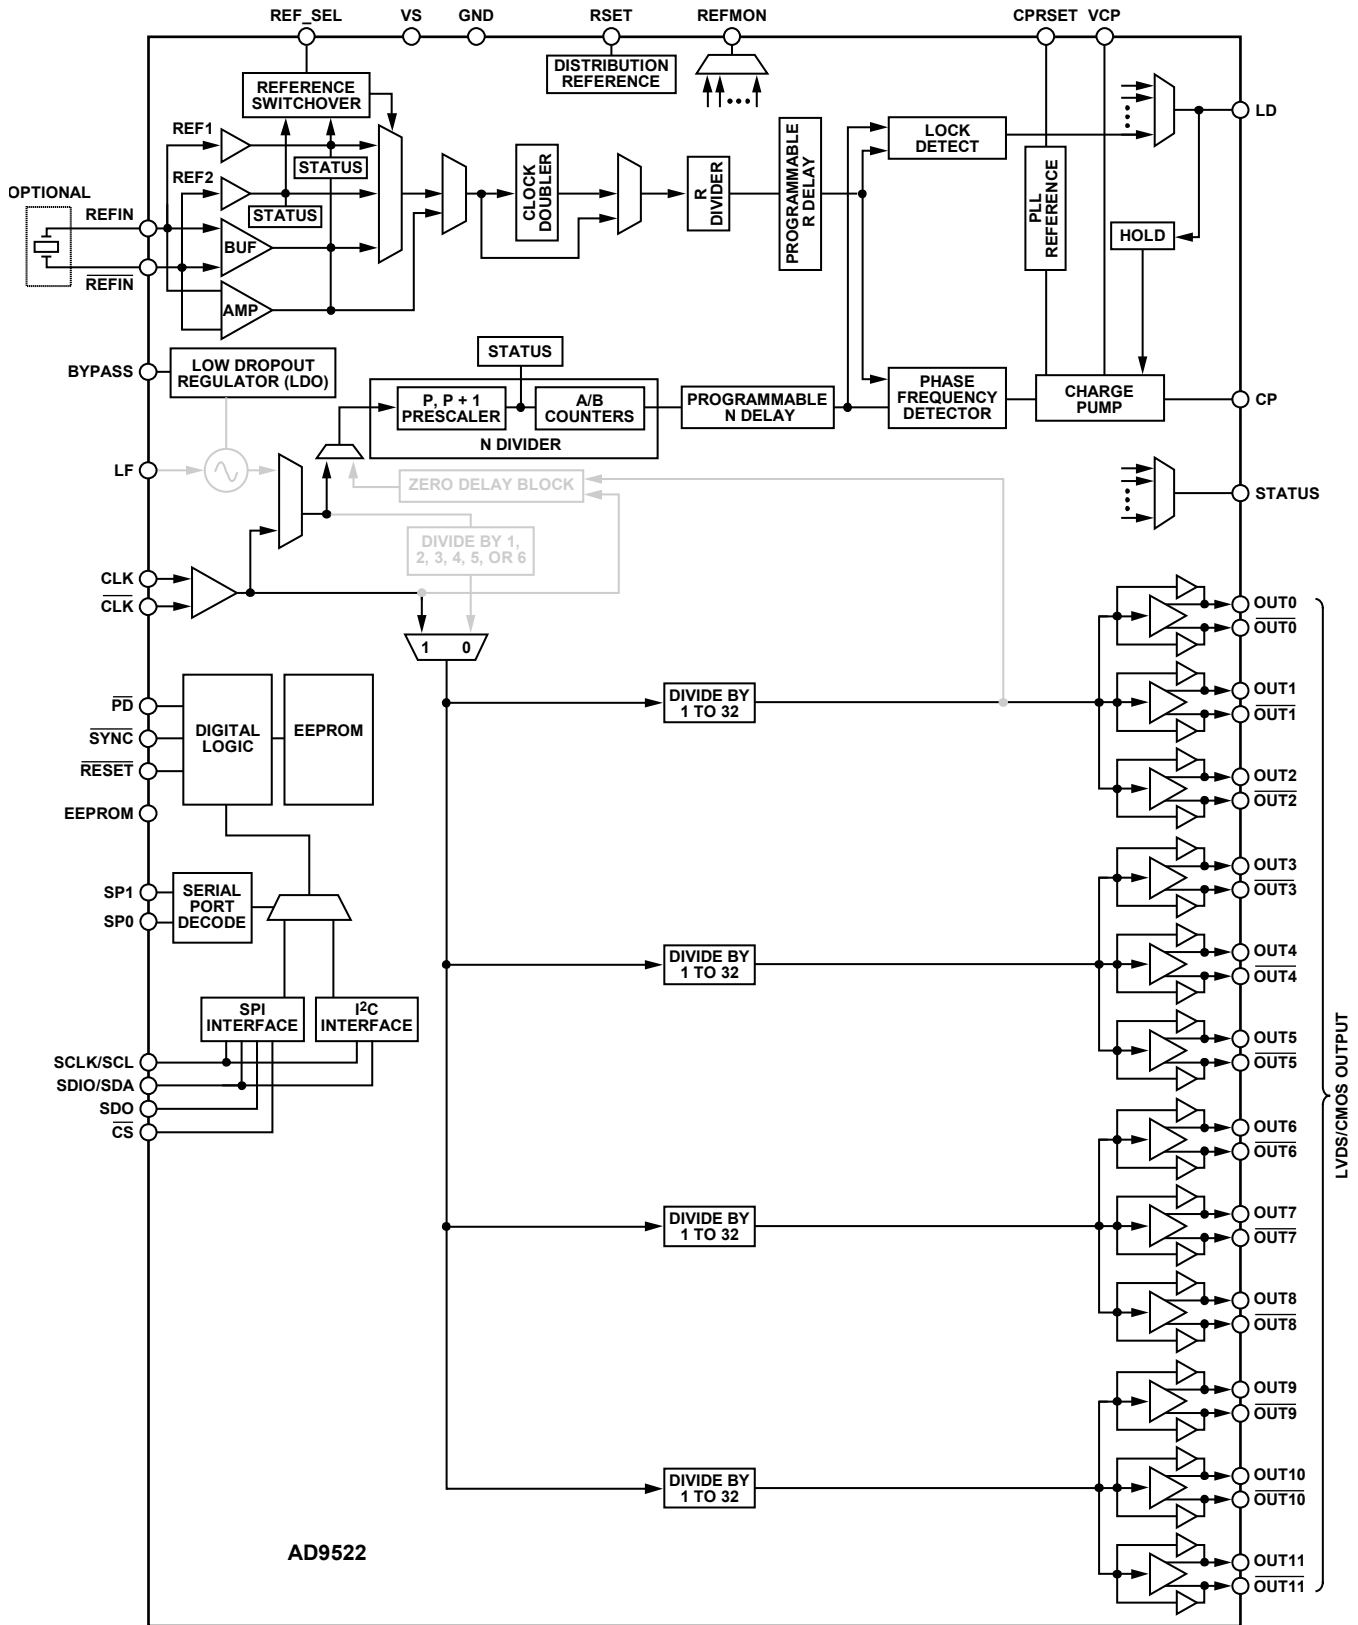 REF_SEL
VS
GND
RSET
REFMON
CPRSET
VCP
DISTRIBUTION
REFERENCE
REFERENCE
SWITCHOVER
LD
REF1
STATUS
REF2
STATUS
OPTIONAL
REFIN
REFIN
BUF
AMP
CLOCK
DOUBLER
R
DIVIDER
PROGRAMMABLE
R DELAY
LOCK
DETECT
PLL
REFERENCE
HOLD
BYPASS
LOW DROPOUT
REGULATOR (LDO)
STATUS
P, P + 1
PRESCALER
A/B
COUNTERS
N DIVIDER
PROGRAMMABLE
N DELAY
PHASE
FREQUENCY
DETECTOR
CHARGE
PUMP
CP
LF
ZERO DELAY BLOCK
STATUS
DIVIDE BY 1,
2, 3, 4, 5, OR 6
CLK
CLK
1 0
OUT0
OUT0
PD
SYNC
RESET
EEPROM
DIGITAL
LOGIC
EEPROM
DIVIDE BY
1 TO 32
OUT1
OUT1
OUT2
OUT2
SP1
SP0
SERIAL
PORT
DECODE
OUT3
OUT3
DIVIDE BY
1 TO 32
OUT4
OUT4
SPI
INTERFACE
I²C
INTERFACE
OUT5
OUT5
SCLK/SCL
SDIO/SDA
SDO
CS
LVDS/CMOS OUTPUT
OUT6
OUT6
DIVIDE BY
1 TO 32
OUT7
OUT7
OUT8
OUT8
OUT9
OUT9
DIVIDE BY
1 TO 32
OUT10
OUT10
AD9522
OUT11
OUT11